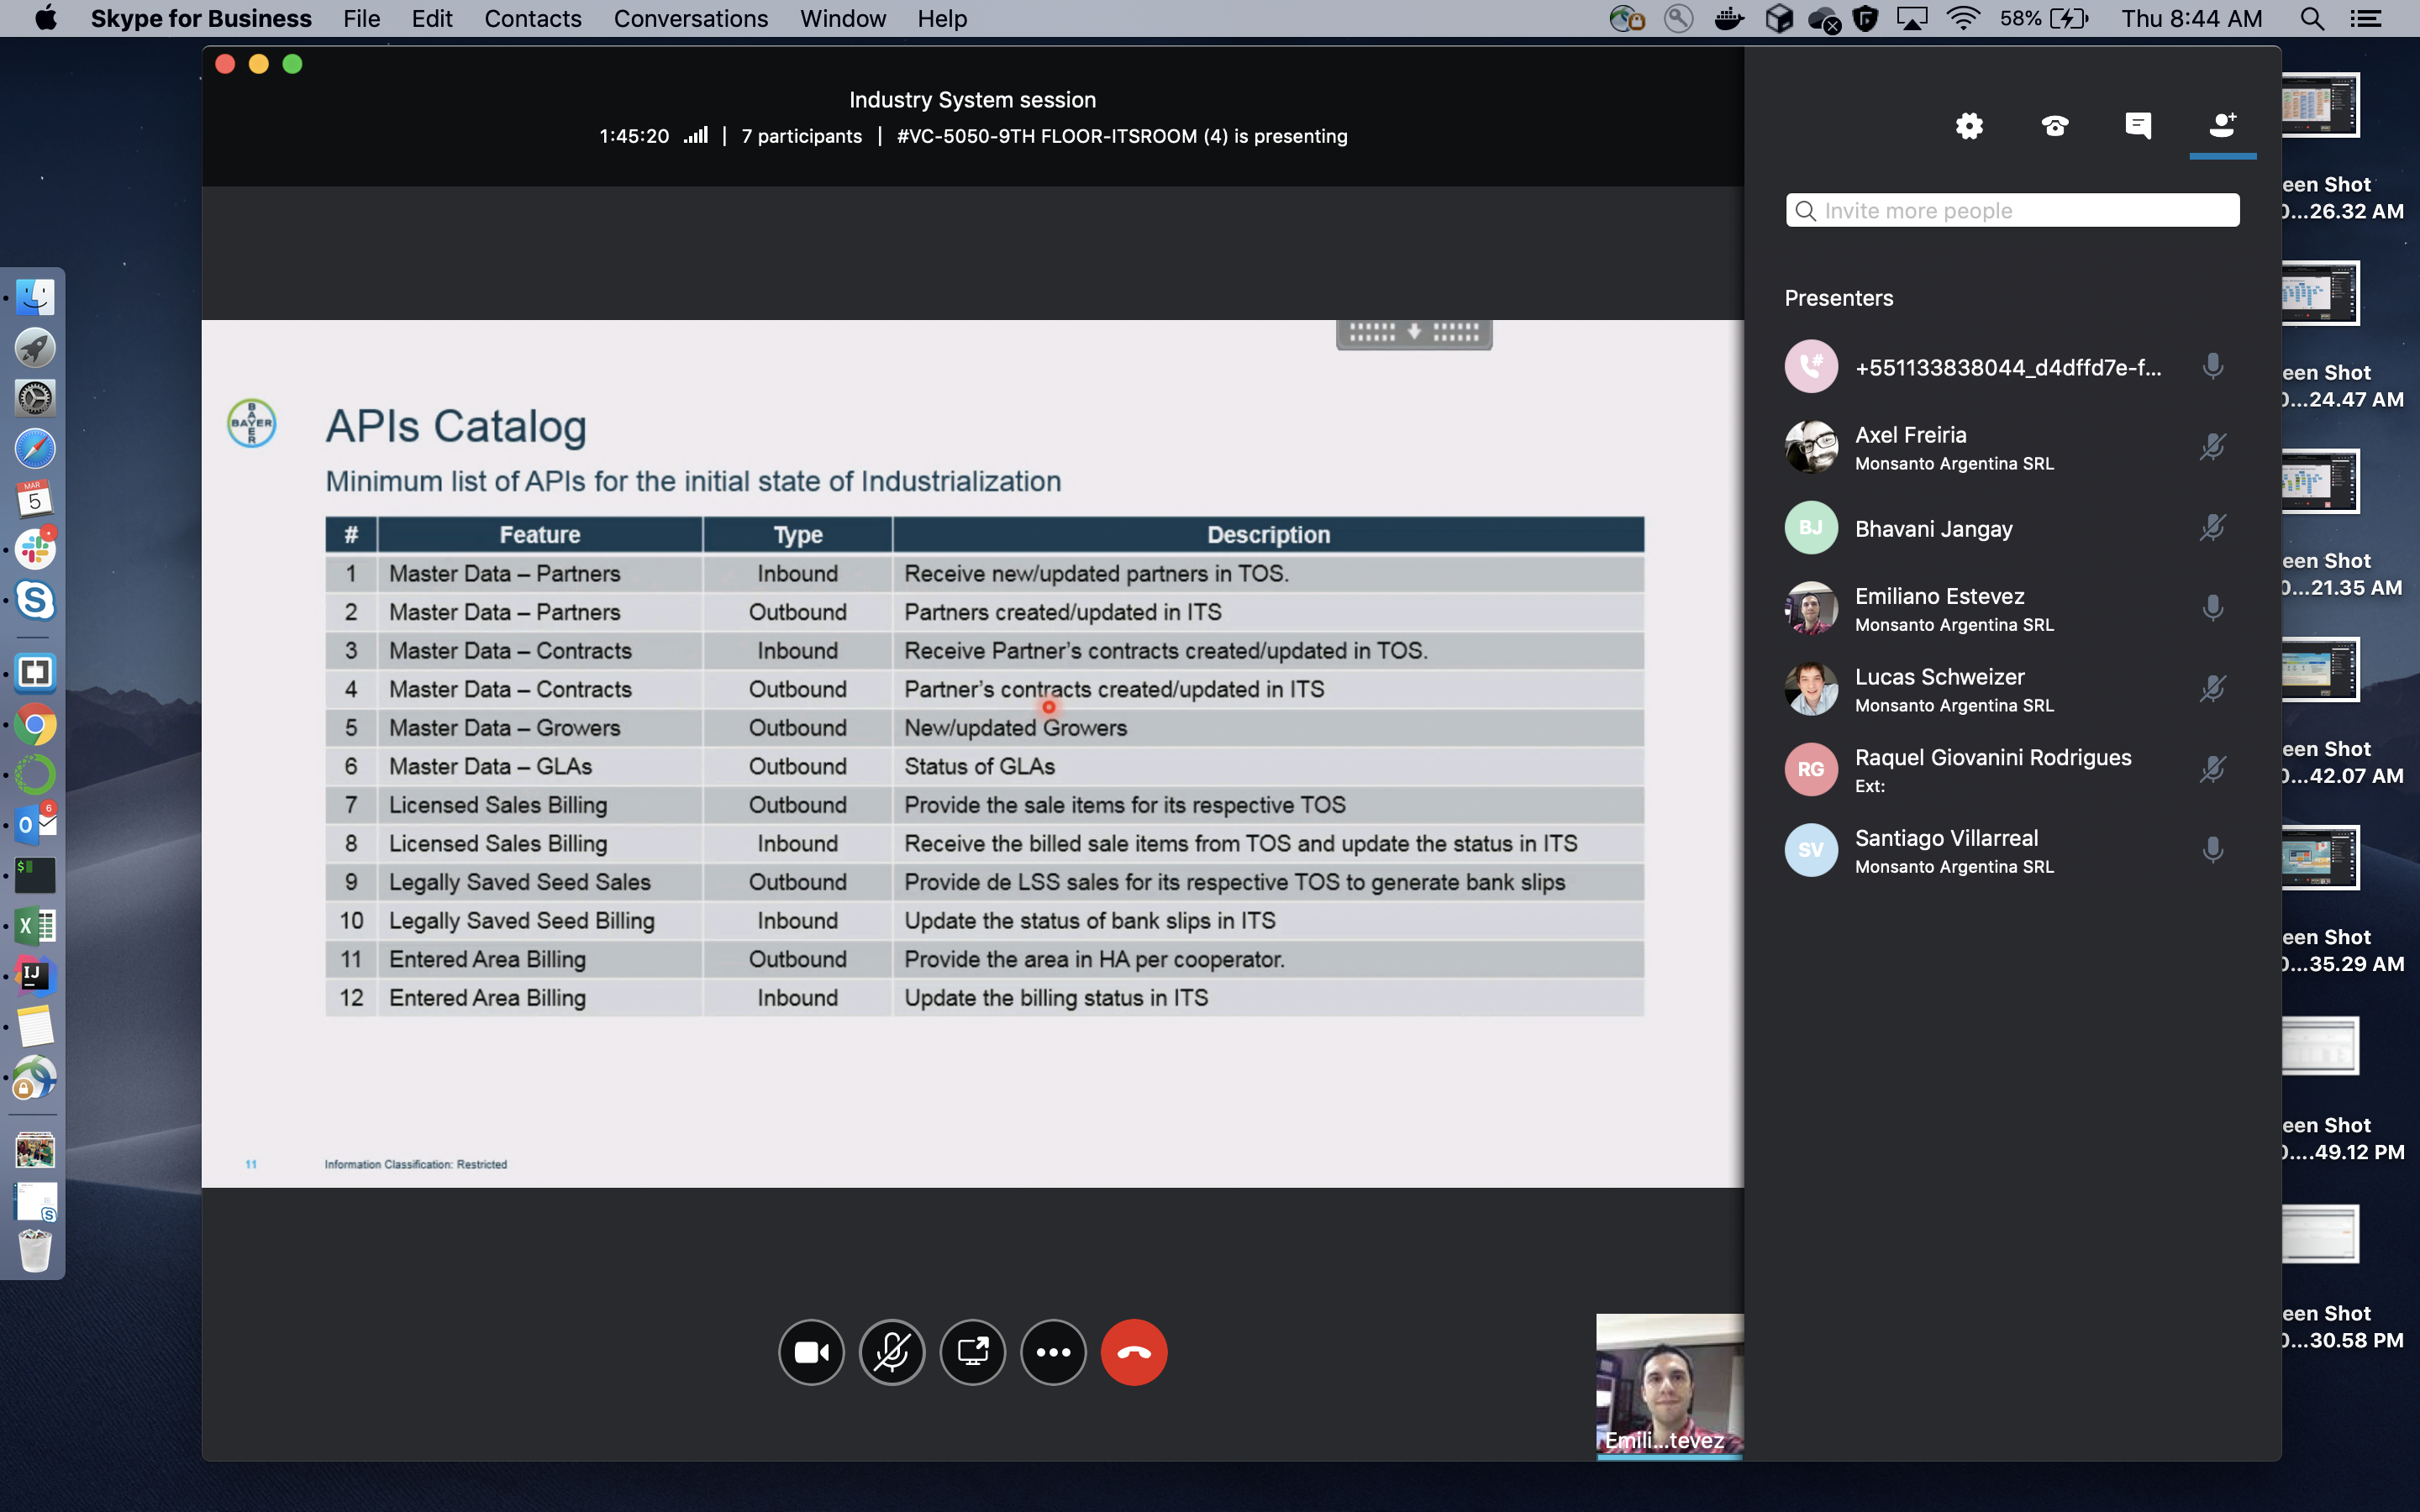 Skype for Business File Edit Contacts Conversations Window Help 58% Thu 8:44 AM
Industry System session
1:45:20 | 7 participants | #VC-5050-9TH FLOOR-ITSROOM (4) is presenting
BAYER
BAYER
APIs Catalog
Minimum list of APIs for the initial state of Industrialization
# Feature Type Description
1 Master Data – Partners Inbound Receive new/updated partners in TOS.
2 Master Data – Partners Outbound Partners created/updated in ITS
3 Master Data – Contracts Inbound Receive Partner's contracts created/updated in TOS.
4 Master Data – Contracts Outbound Partner's contracts created/updated in ITS
5 Master Data – Growers Outbound New/updated Growers
6 Master Data – GLAs Outbound Status of GLAs
7 Licensed Sales Billing Outbound Provide the sale items for its respective TOS
8 Licensed Sales Billing Inbound Receive the billed sale items from TOS and update the status in ITS
9 Legally Saved Seed Sales Outbound Provide de LSS sales for its respective TOS to generate bank slips
10 Legally Saved Seed Billing Inbound Update the status of bank slips in ITS
11 Entered Area Billing Outbound Provide the area in HA per cooperator.
12 Entered Area Billing Inbound Update the billing status in ITS
11 Information Classification: Restricted
Emili...tevez
Invite more people
Presenters
+551133838044_d4dffd7e-f...
Axel Freiria
Monsanto Argentina SRL
BJ Bhavani Jangay
Emiliano Estevez
Monsanto Argentina SRL
Lucas Schweizer
Monsanto Argentina SRL
RG Raquel Giovanini Rodrigues
Ext:
SV Santiago Villarreal
Monsanto Argentina SRL
een Shot
0...26.32 AM
een Shot
0...24.47 AM
een Shot
0...21.35 AM
een Shot
0...42.07 AM
een Shot
0...35.29 AM
een Shot
0....49.12 PM
een Shot
0...30.58 PM
MAR
5
S
O 6
$
X
IJ
S